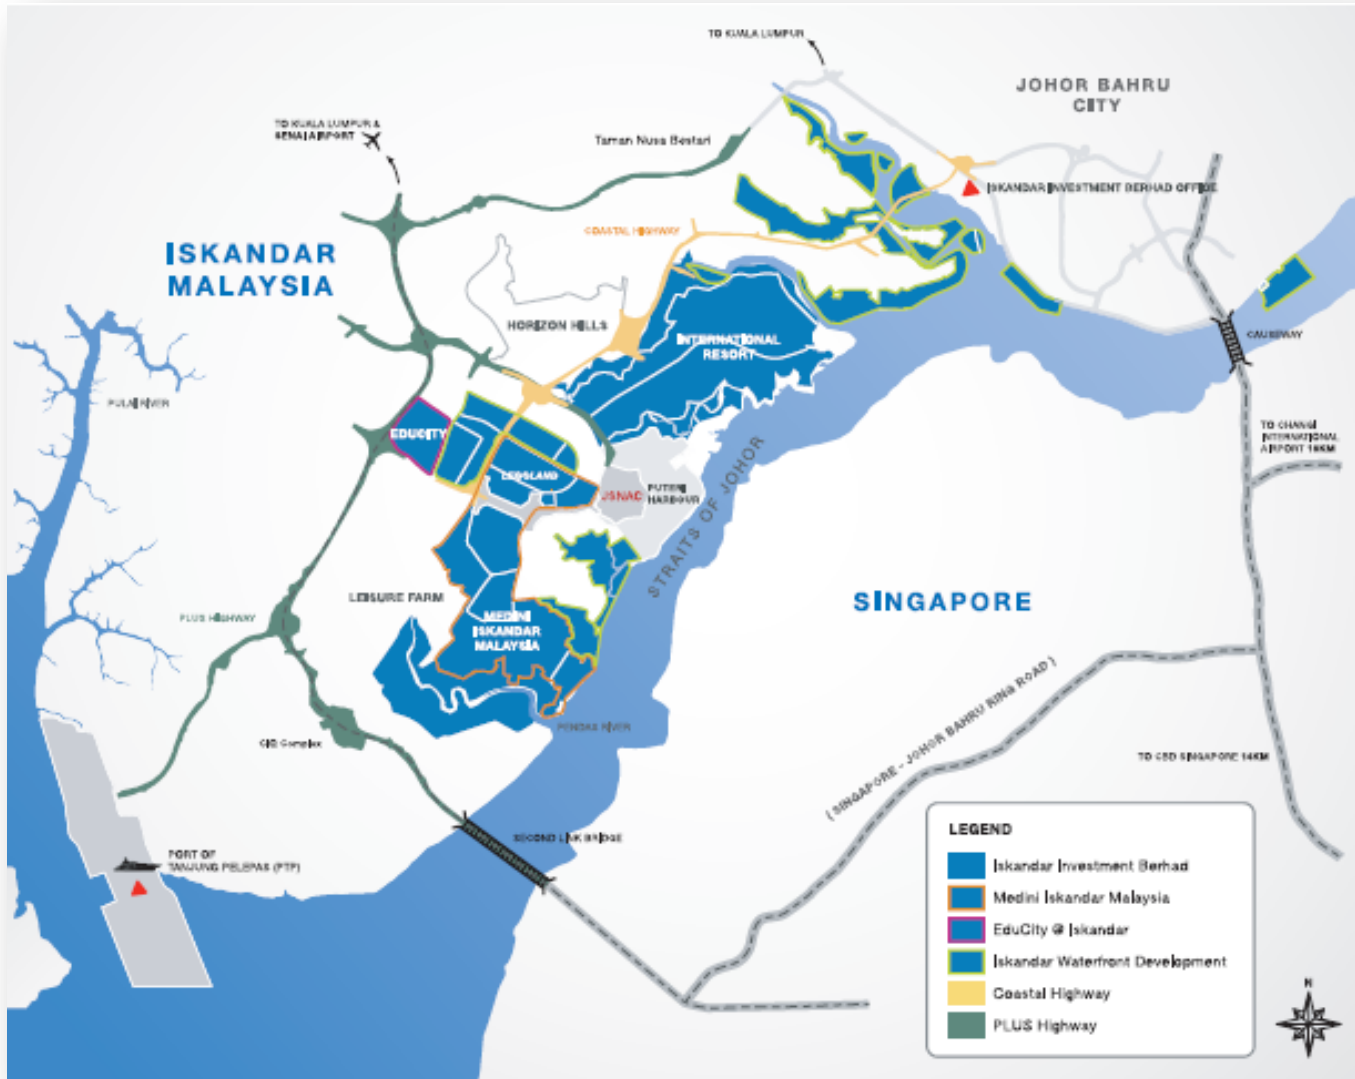 TO KUALA LUMPUR
JOHOR BAHRU
CITY
TO KUALA LUMPUR &
SENAI AIRPORT
Taman Nusa Bestari
ISKANDAR INVESTMENT BERHAD OFFICE
COASTAL HIGHWAY
ISKANDAR
MALAYSIA
HORIZON HILLS
INTERNATIONAL
RESORT
CAUSEWAY
PULAI RIVER
EDUCITY
TO CHANGI
INTERNATIONAL
AIRPORT 16KM
LEGOLAND
JSNAC
PUTERI
HARBOUR
STRAITS OF JOHOR
LEISURE FARM
SINGAPORE
PLUS HIGHWAY
MEDINI
ISKANDAR
MALAYSIA
( SINGAPORE - JOHOR BAHRU RING ROAD )
PENDAS RIVER
CIQ Complex
TO CBD SINGAPORE 14KM
SECOND LINK BRIDGE
PORT OF
TANJUNG PELEPAS (PTP)
LEGEND
Iskandar Investment Berhad
Medini Iskandar Malaysia
EduCity @ Iskandar
Iskandar Waterfront Development
Coastal Highway
PLUS Highway
N